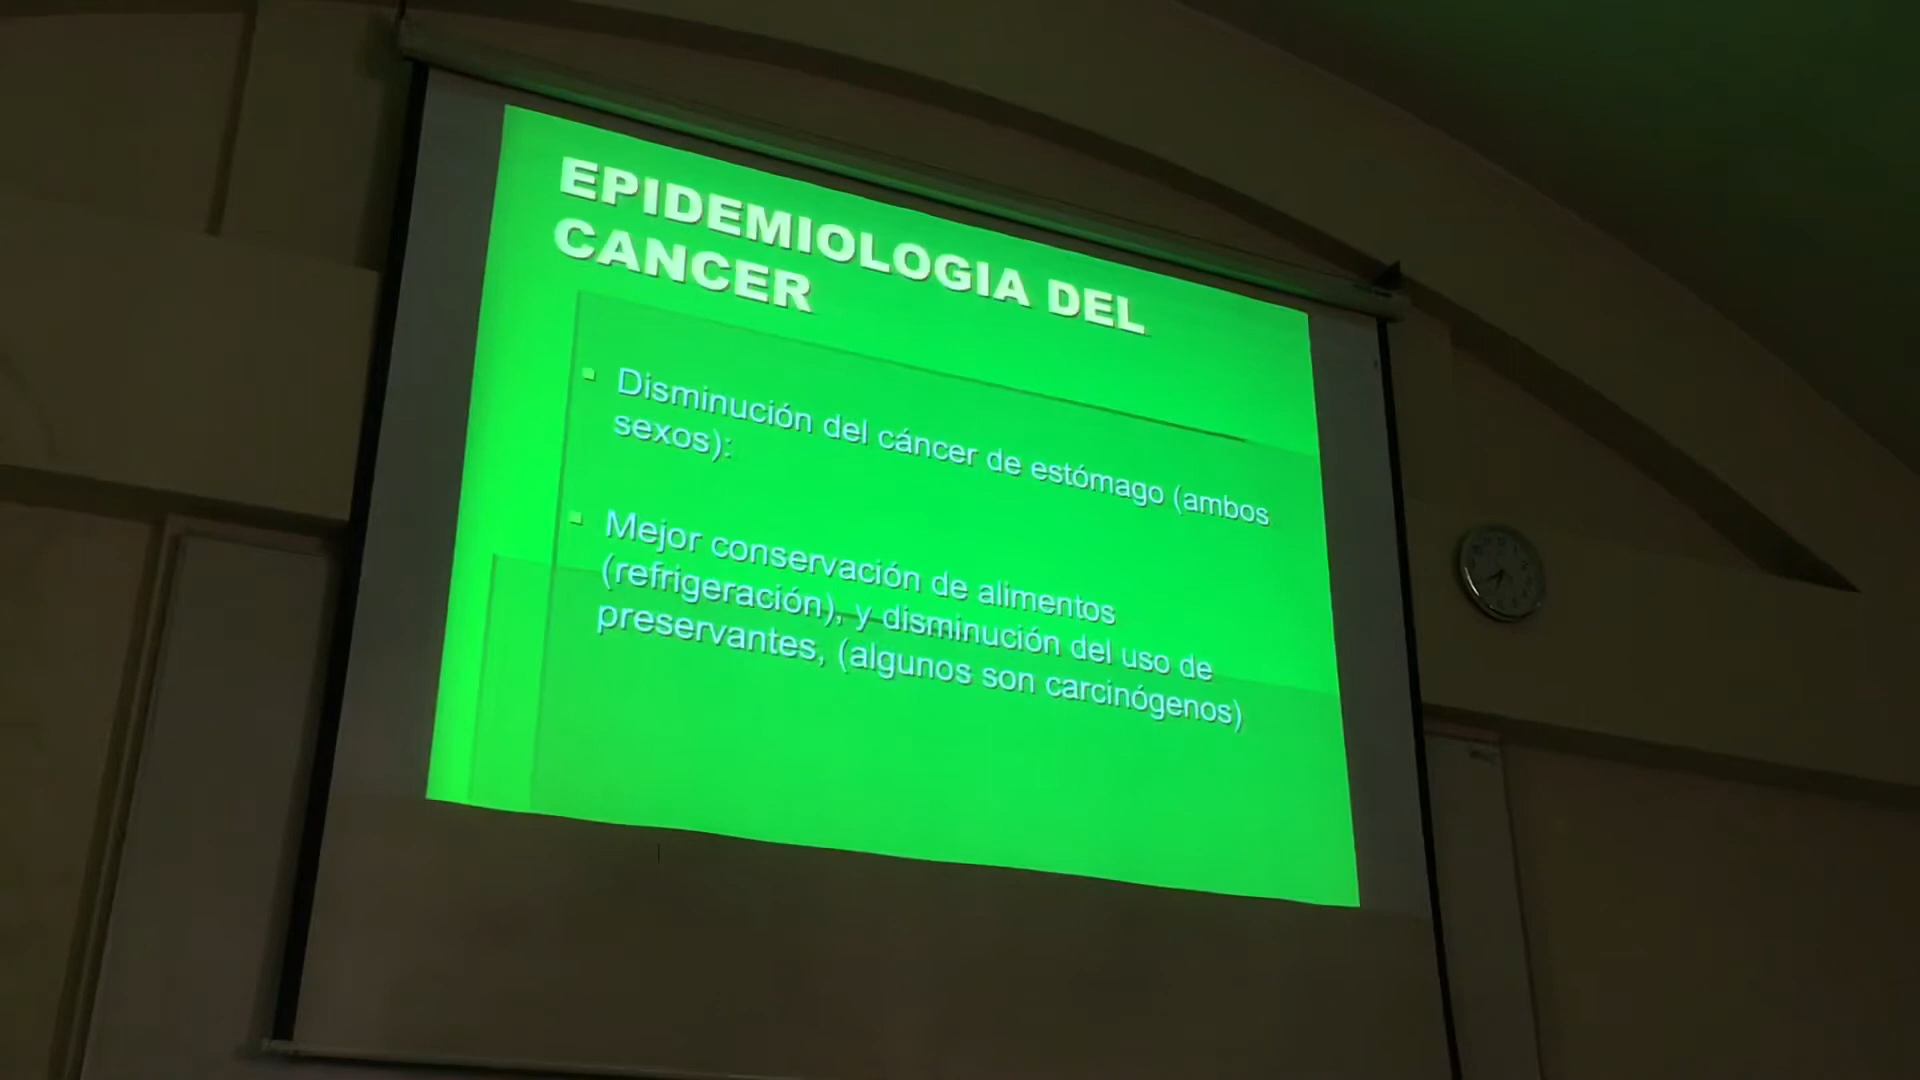 EPIDEMIOLOGIA DEL
CANCER
Disminución del cáncer de estómago (ambos
sexos):
Mejor conservación de alimentos
(refrigeración), y disminución del uso de
preservantes, (algunos son carcinógenos)